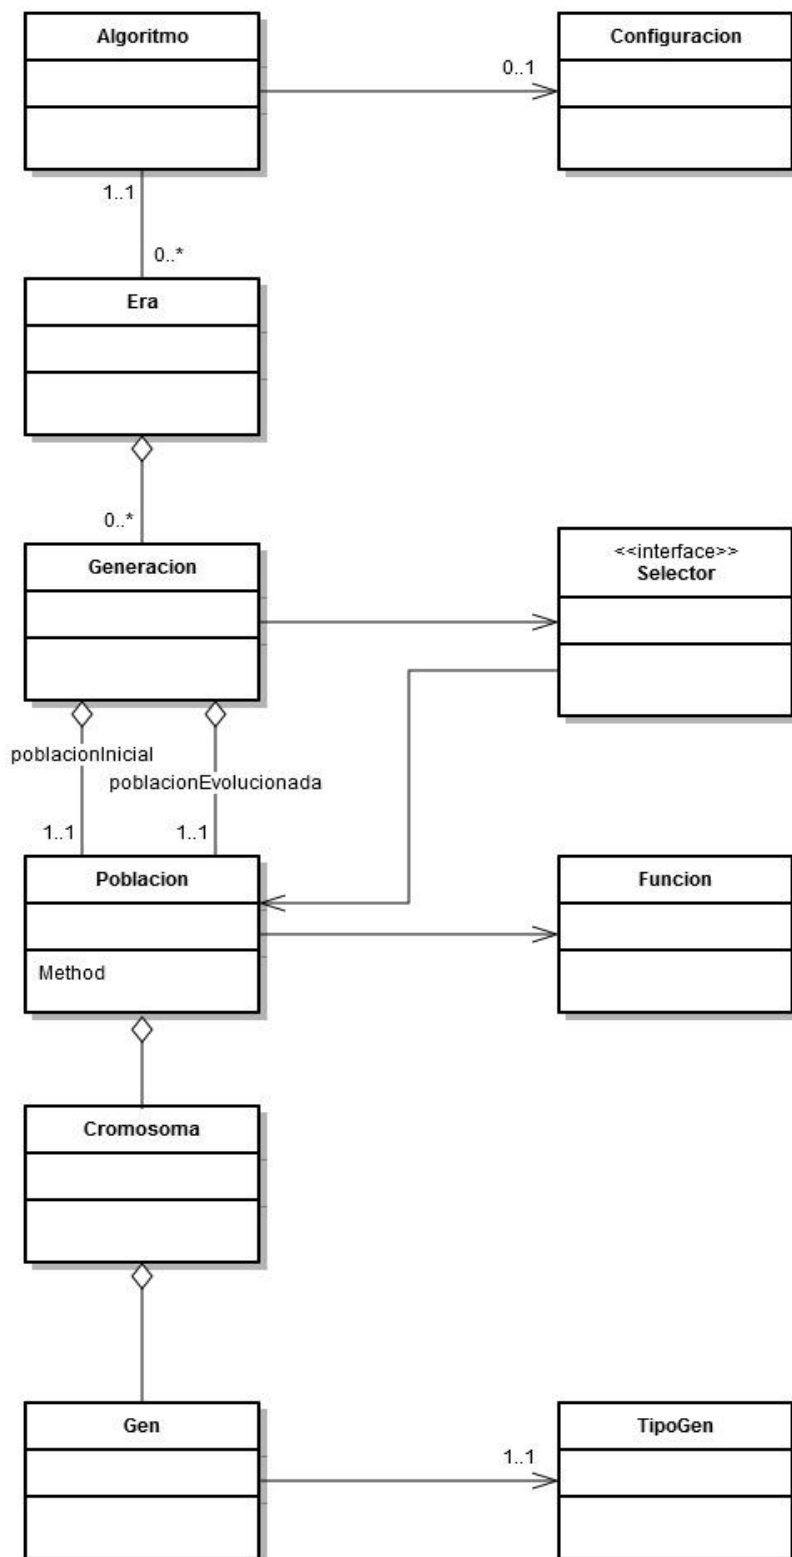 Algoritmo
Configuracion
0..1
1..1
0..*
Era
0..*
Generacion
<<interface>>
Selector
poblacionInicial
poblacionEvolucionada
1..1
1..1
Poblacion
Funcion
Method
Cromosoma
Gen
TipoGen
1..1